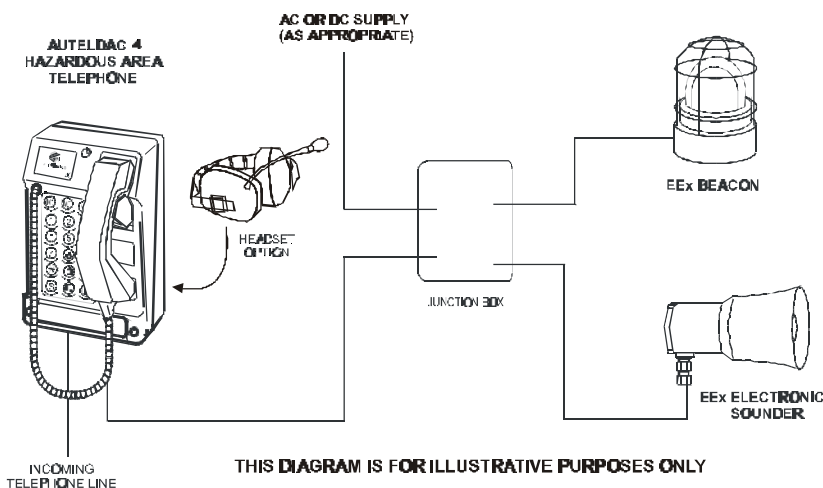 AC OR DC SUPPLY
(AS APPROPRIATE)
AUTELDAC 4
HAZARDOUS AREA
TELEPHONE
EEx BEACON
HEADSET
OPTION
JUNCTION BOX
EEx ELECTRONIC
SOUNDER
INCOMING
TELEPHONE LINE
THIS DIAGRAM IS FOR ILLUSTRATIVE PURPOSES ONLY